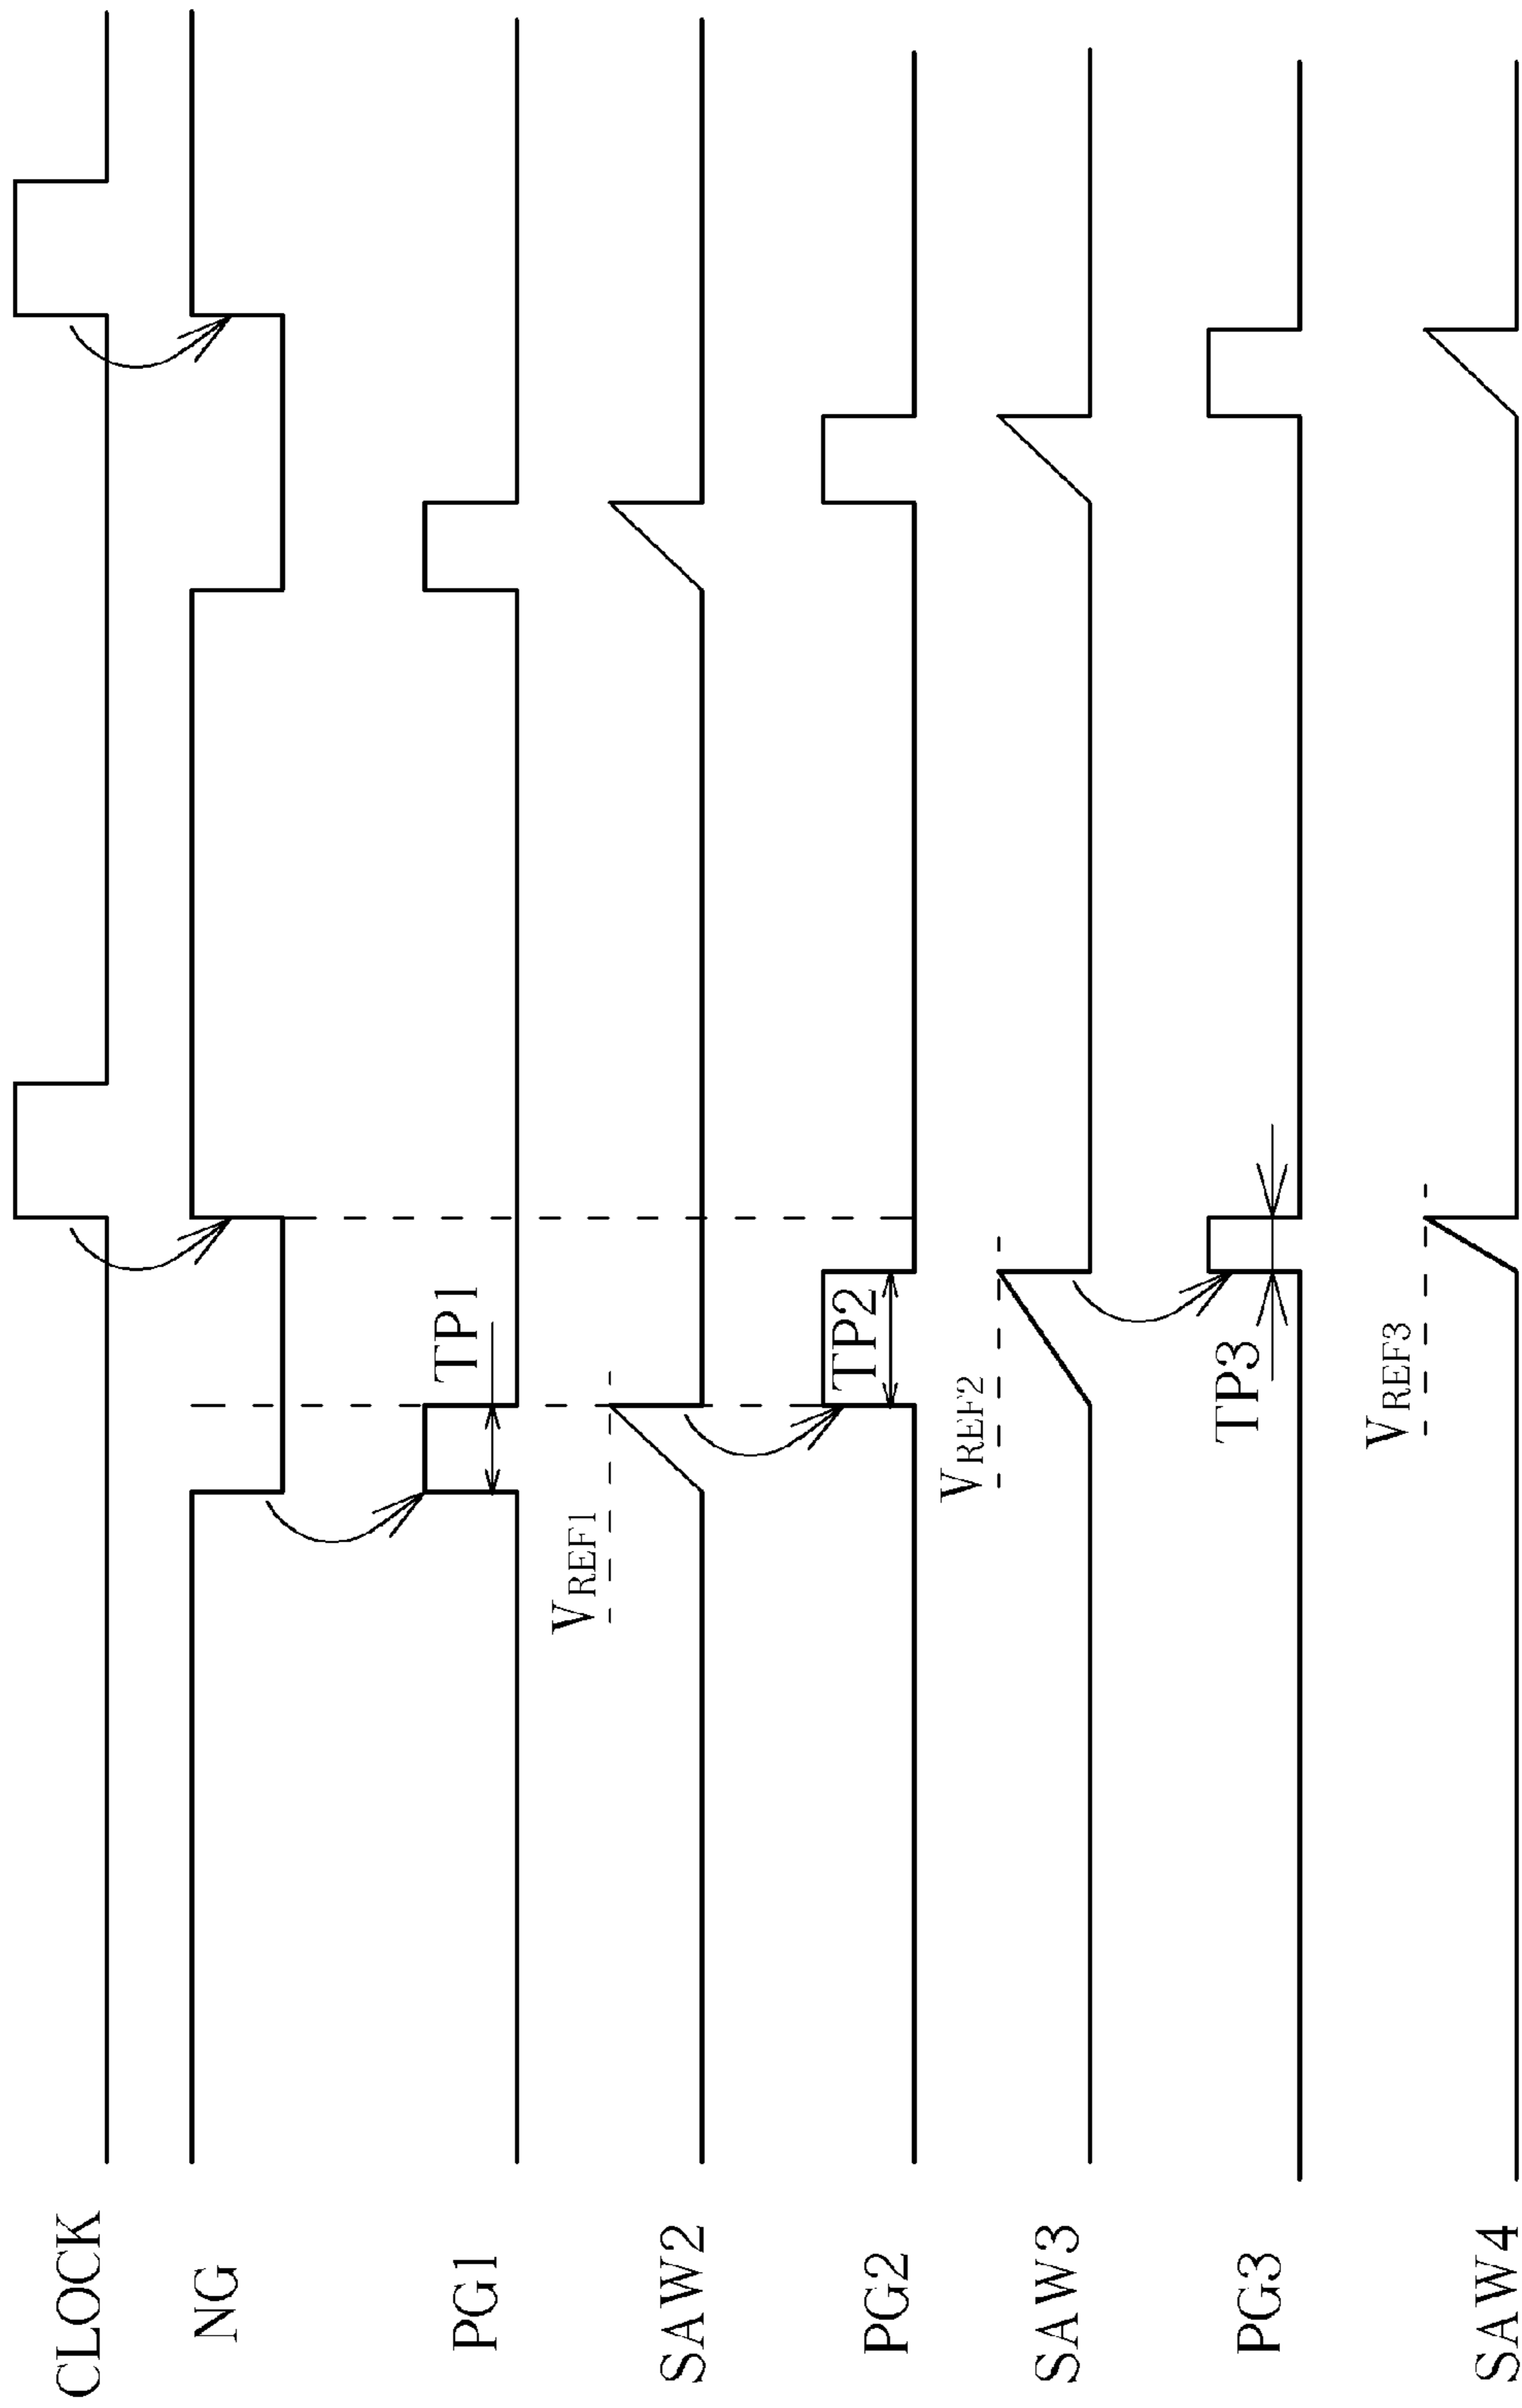 CLOCK
NG
PG1
TP1
SAW2
VREF1
PG2
TP2
SAW3
VREF2
PG3
TP3
SAW4
VREF3